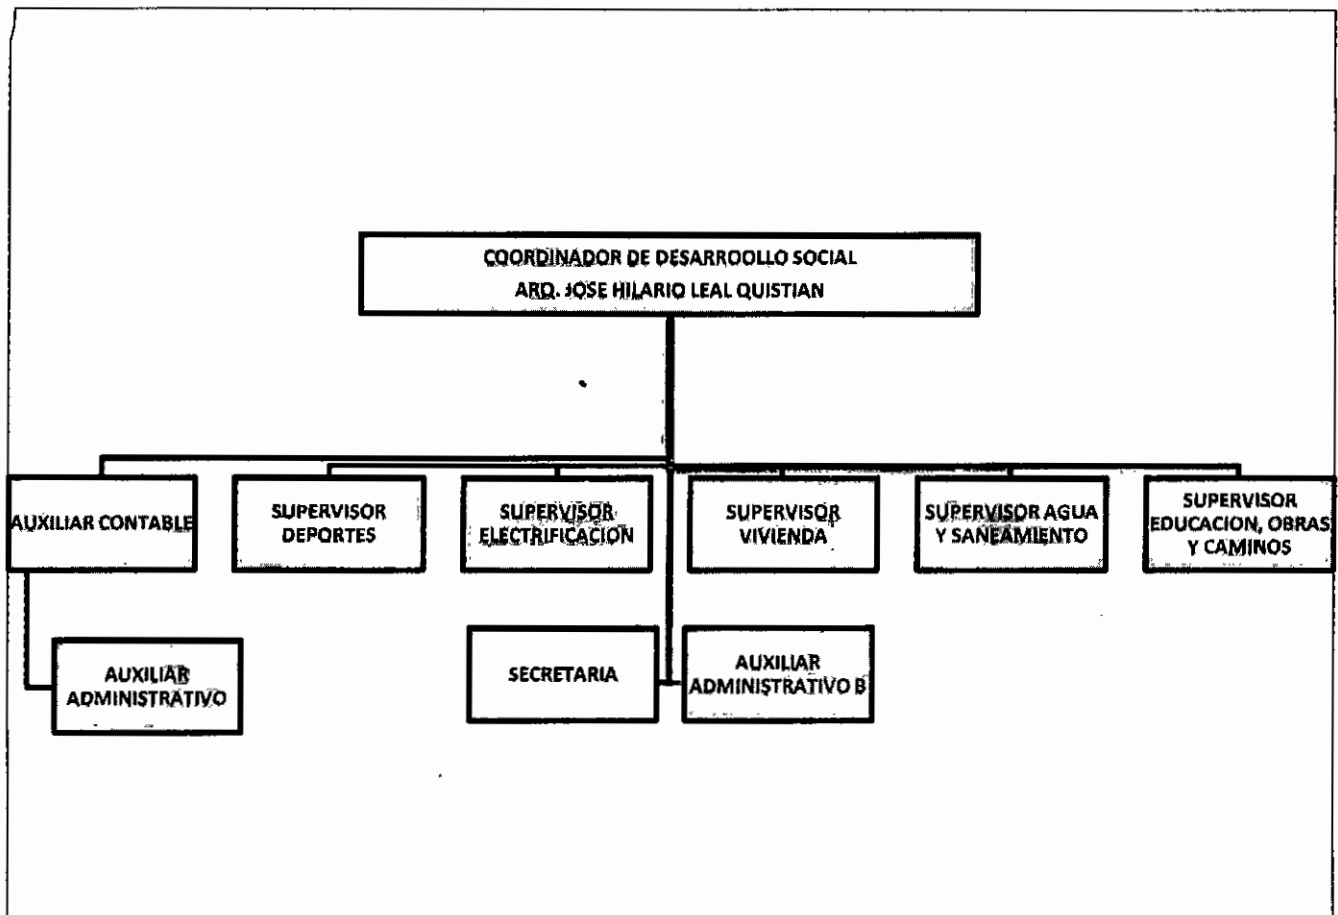 COORDINADOR DE DESARROOLLO SOCIAL
ARQ. JOSE HILARIO LEAL QUISTIAN
AUXILIAR CONTABLE
SUPERVISOR
DEPORTES
SUPERVISOR
ELECTRIFICACION
SUPERVISOR
VIVIENDA
SUPERVISOR AGUA
Y SANEAMIENTO
SUPERVISOR
EDUCACION, OBRAS
Y CAMINOS
AUXILIAR
ADMINISTRATIVO
SECRETARIA
AUXILIAR
ADMINISTRATIVO B